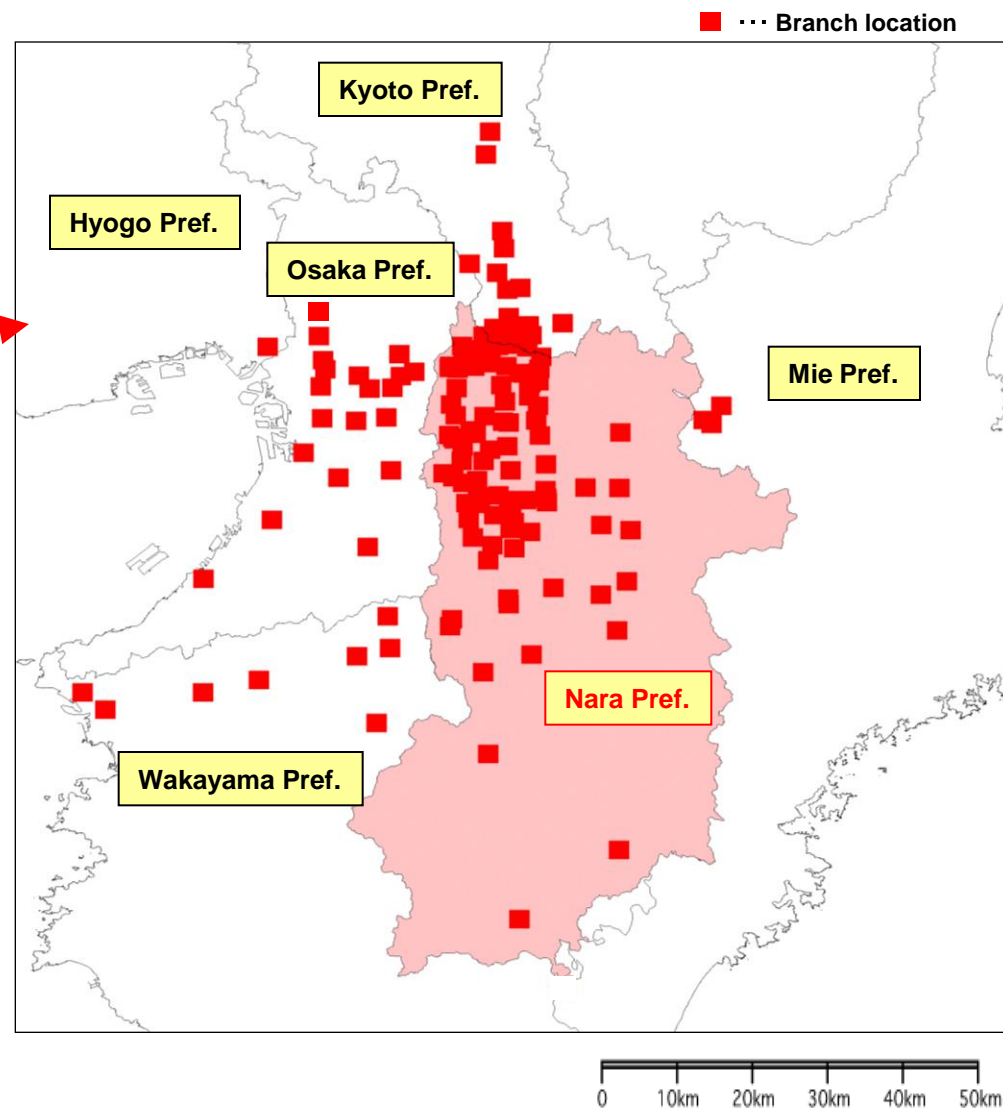 ··· Branch location
Kyoto Pref.
Hyogo Pref.
Osaka Pref.
Mie Pref.
Nara Pref.
Wakayama Pref.
0 10km 20km 30km 40km 50km